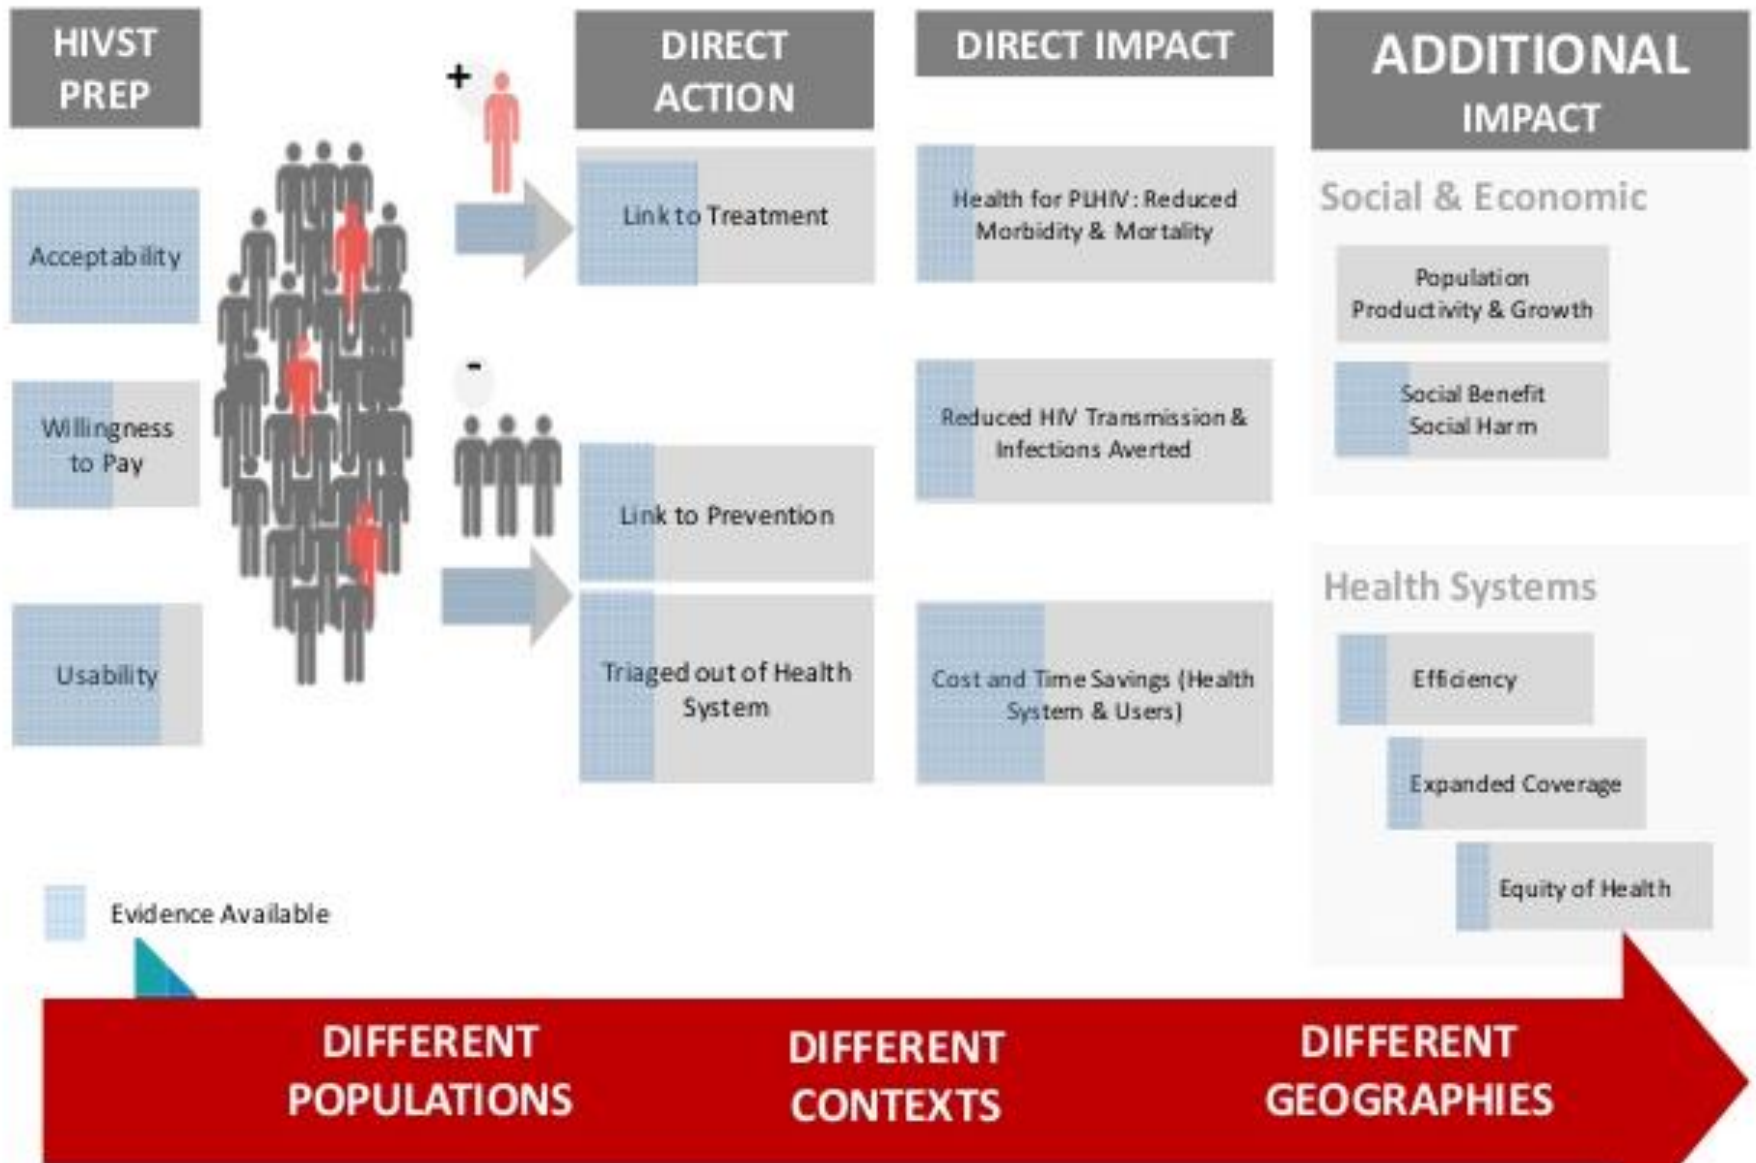 HIVST
PREP
Acceptability
Willingness
to Pay
Usability
+
-
DIRECT
ACTION
Link to Treatment
Link to Prevention
Triaged out of Health
System
DIRECT IMPACT
Health for PLHIV: Reduced
Morbidity & Mortality
Reduced HIV Transmission &
Infections Averted
Cost and Time Savings (Health
System & Users)
ADDITIONAL
IMPACT
Social & Economic
Population
Productivity & Growth
Social Benefit
Social Harm
Health Systems
Efficiency
Expanded Coverage
Equity of Health
Evidence Available
DIFFERENT
POPULATIONS
DIFFERENT
CONTEXTS
DIFFERENT
GEOGRAPHIES